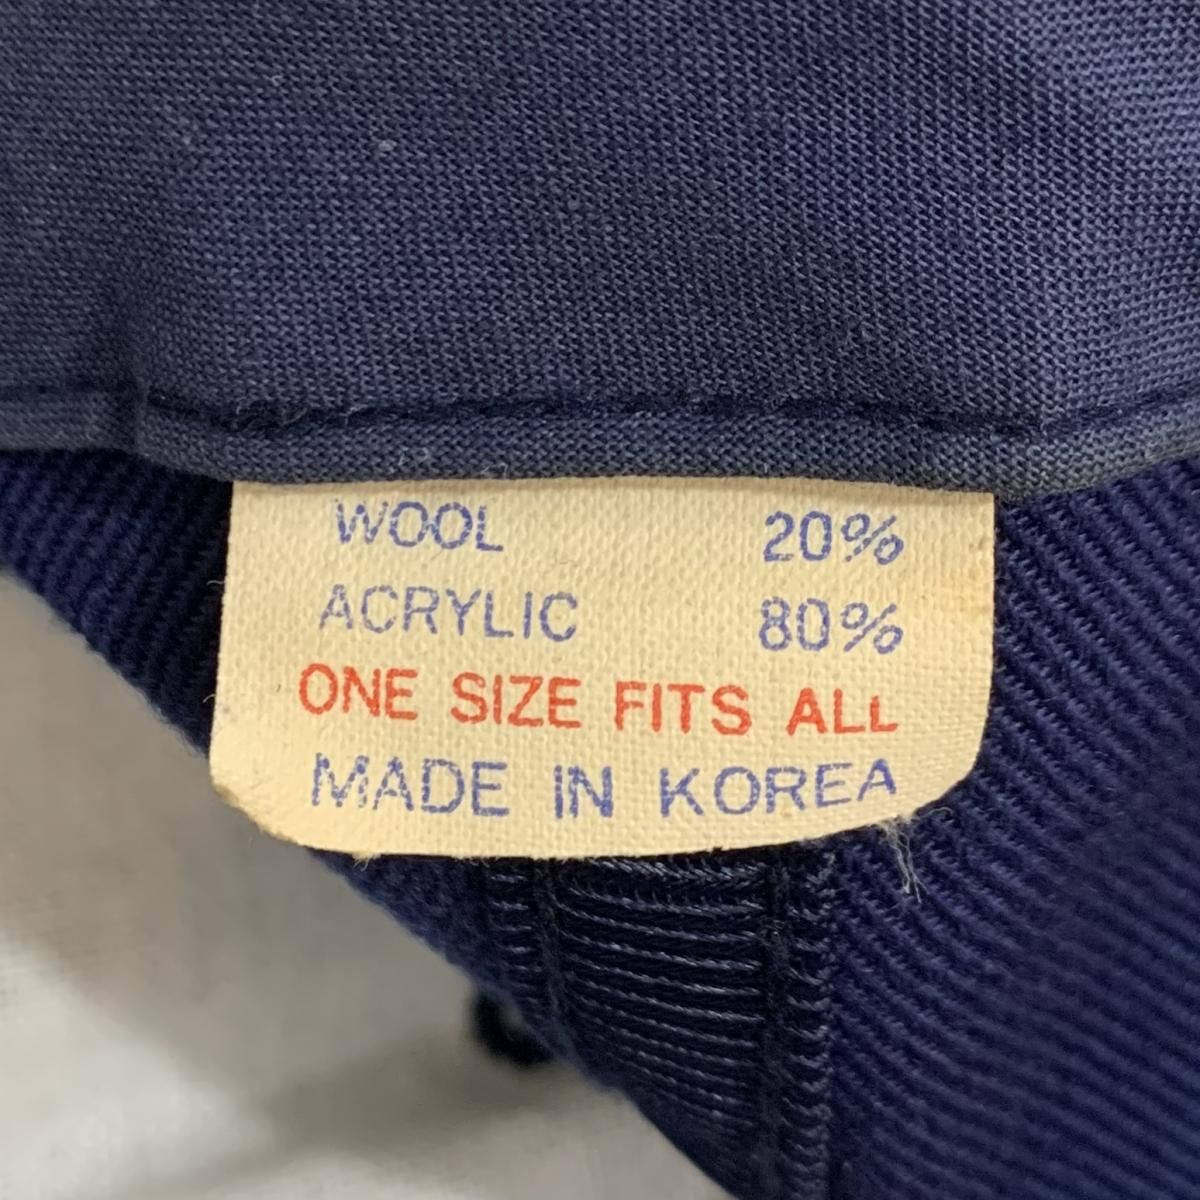 WOOL 20%
ACRYLIC 80%
ONE SIZE FITS ALL
MADE IN KOREA